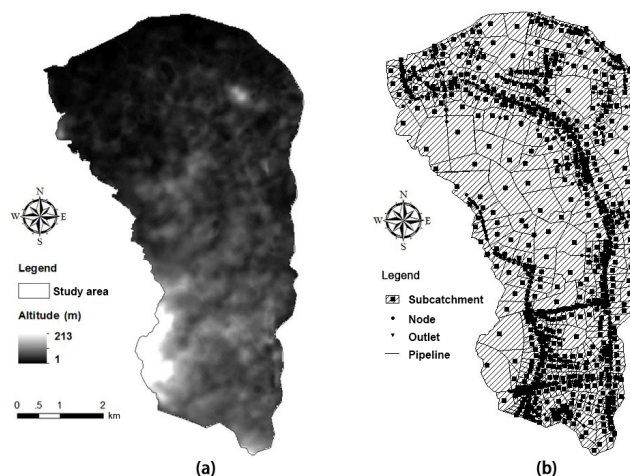 N
W E
S
Legend
Study area
Altitude (m)
213
1
0 .5 1 2
km
(a)
N
W E
S
Legend
Subcatchment
Node
Outlet
Pipeline
(b)